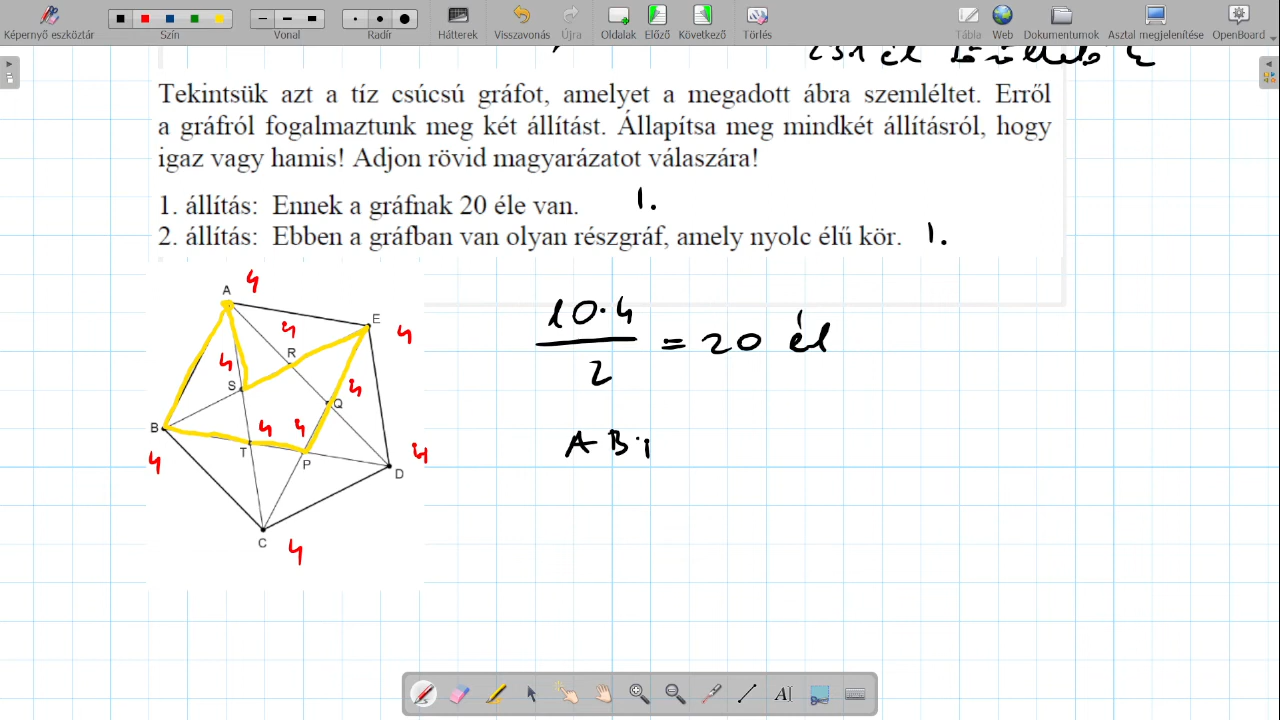 Képernyő eszköztár
Szín
Vonal
Radír
Hátterek
Visszavonás
Újra
Oldalak
Előző
Következő
Törlés
Tábla
Web
Dokumentumok
Asztal megjelenítése
OpenBoard
Tekintsük azt a tíz csúcsú gráfot, amelyet a megadott ábra szemléltet. Erről
a gráfról fogalmaztunk meg két állítást. Állapítsa meg mindkét állításról, hogy
igaz vagy hamis! Adjon rövid magyarázatot válaszára!
1. állítás: Ennek a gráfnak 20 éle van. I.
2. állítás: Ebben a gráfban van olyan részgráf, amely nyolc élű kör. I.
A 4
E 4
4
R
4
S
4
Q
B 4
4
T
4
P
4
D
C 4
10·4
2
= 20 él
A B